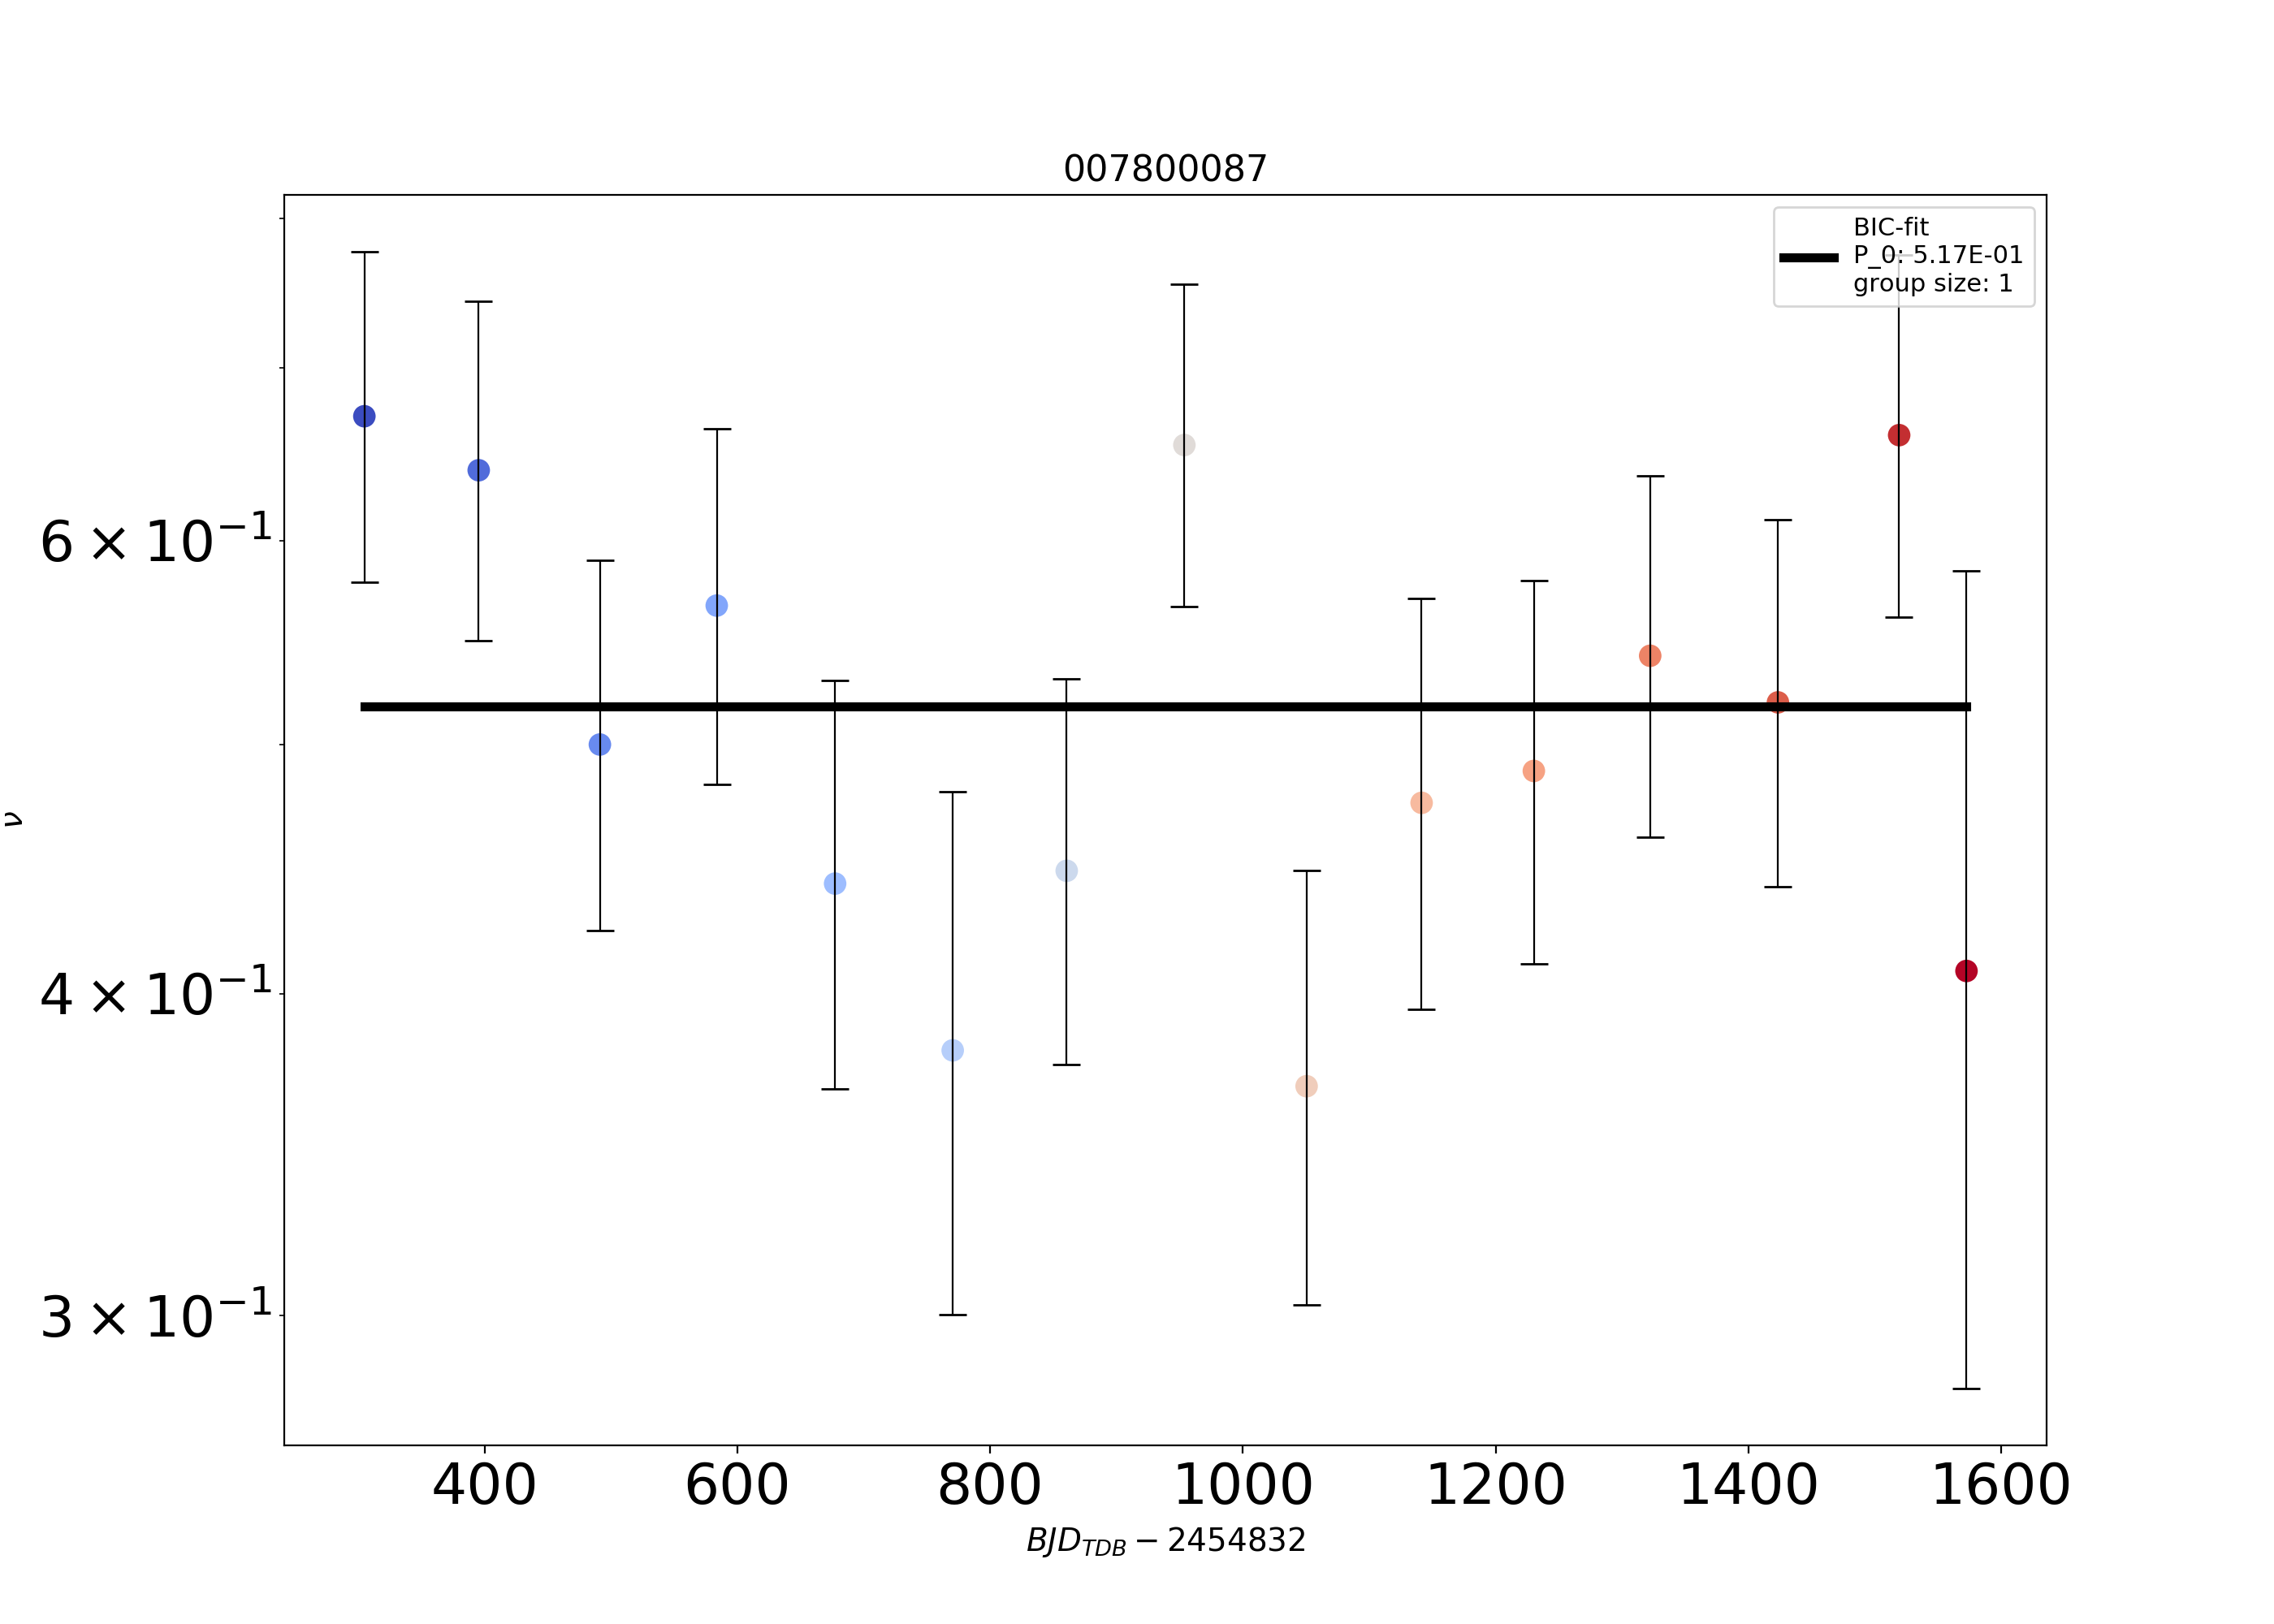 007800087
BIC-fit
P_0: 5.17E-01
group size: 1
6 × 10⁻¹
4 × 10⁻¹
3 × 10⁻¹
ν
400 600 800 1000 1200 1400 1600
BJD_TDB − 2454832